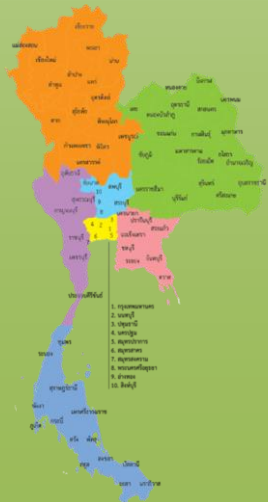 เชียงราย
แม่ฮ่องสอน
พะเยา
เชียงใหม่
น่าน
ลำปาง
ลำพูน
แพร่
อุตรดิตถ์
สุโขทัย
ตาก
พิษณุโลก
กำแพงเพชร
พิจิตร
เพชรบูรณ์
นครสวรรค์
อุทัยธานี
เลย
หนองคาย
บึงกาฬ
อุดรธานี
หนองบัวลำภู
สกลนคร
นครพนม
ขอนแก่น
กาฬสินธุ์
มุกดาหาร
ชัยภูมิ
มหาสารคาม
ร้อยเอ็ด
ยโสธร
อำนาจเจริญ
นครราชสีมา
บุรีรัมย์
สุรินทร์
ศรีสะเกษ
อุบลราชธานี
ชัยนาท
ลพบุรี
10
สุพรรณบุรี
สระบุรี
9
8
กาญจนบุรี
นครนายก
ปราจีนบุรี
สระแก้ว
ฉะเชิงเทรา
ราชบุรี
ชลบุรี
ระยอง
จันทบุรี
ตราด
เพชรบุรี
ประจวบคีรีขันธ์
1. กรุงเทพมหานคร
2. นนทบุรี
3. ปทุมธานี
4. นครปฐม
5. สมุทรปราการ
6. สมุทรสาคร
7. สมุทรสงคราม
8. พระนครศรีอยุธยา
9. อ่างทอง
10. สิงห์บุรี
ชุมพร
ระนอง
สุราษฎร์ธานี
พังงา
นครศรีธรรมราช
ภูเก็ต
กระบี่
ตรัง
พัทลุง
สงขลา
สตูล
ปัตตานี
ยะลา
นราธิวาส